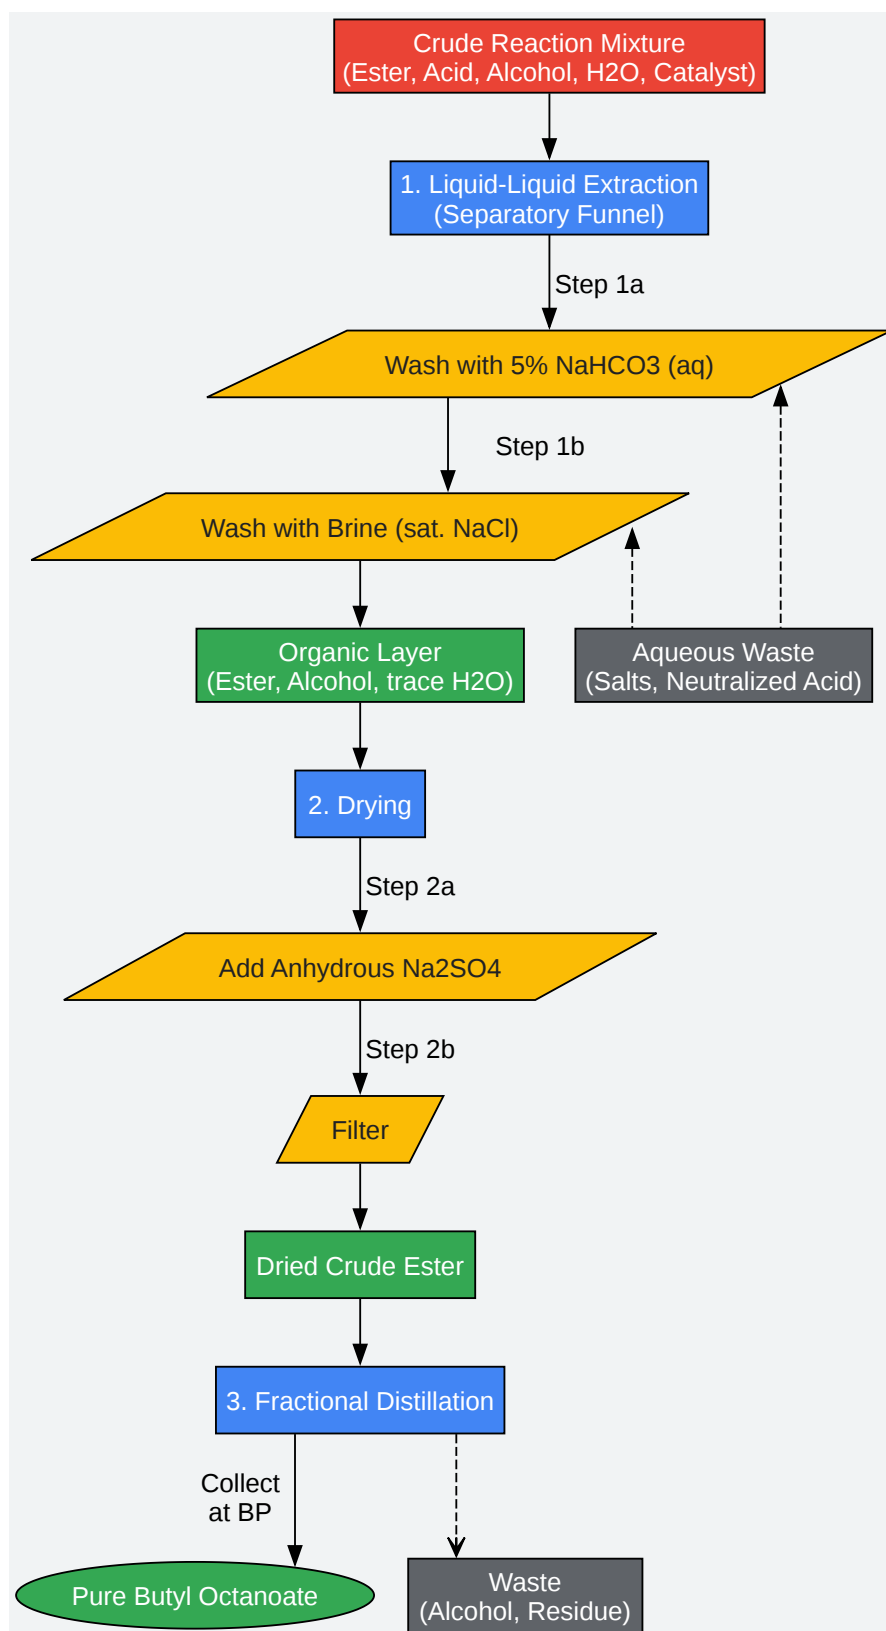 Crude Reaction Mixture
(Ester, Acid, Alcohol, H2O, Catalyst)
1. Liquid-Liquid Extraction
(Separatory Funnel)
Step 1a
Wash with 5% NaHCO3 (aq)
Step 1b
Wash with Brine (sat. NaCl)
Organic Layer
(Ester, Alcohol, trace H2O)
Aqueous Waste
(Salts, Neutralized Acid)
2. Drying
Step 2a
Add Anhydrous Na2SO4
Step 2b
Filter
Dried Crude Ester
3. Fractional Distillation
Collect
at BP
Pure Butyl Octanoate
Waste
(Alcohol, Residue)